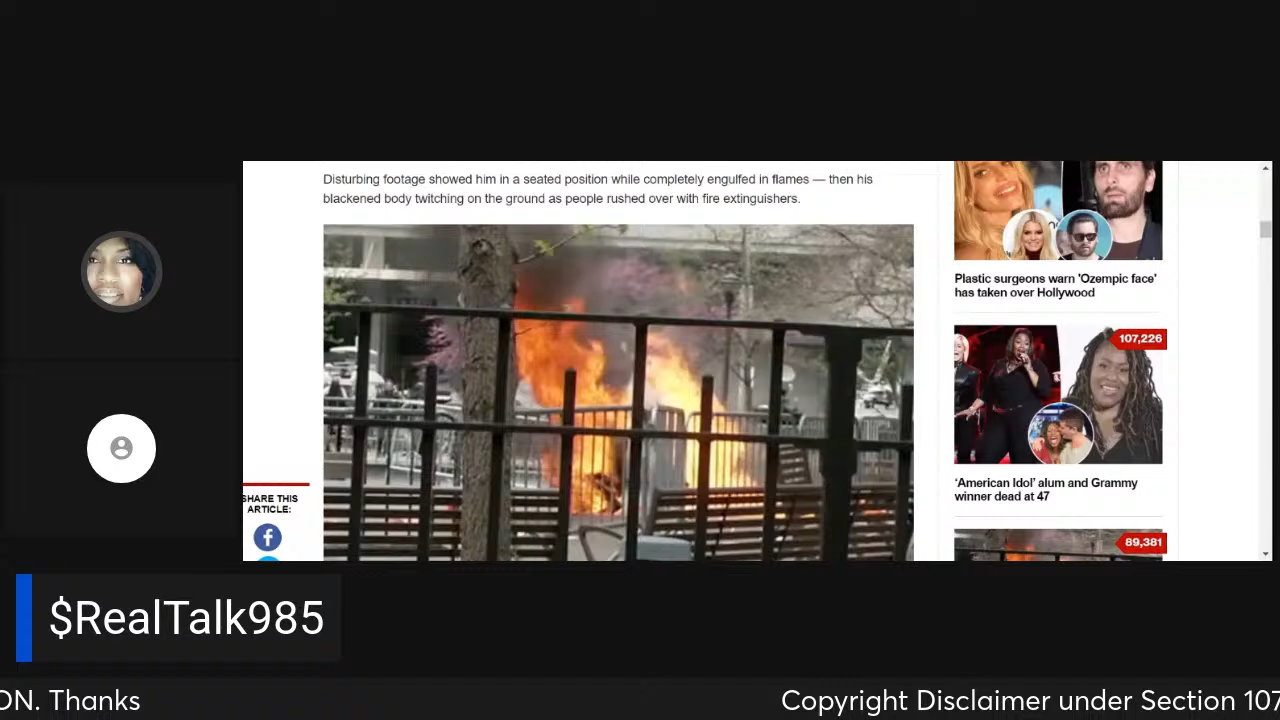 Disturbing footage showed him in a seated position while completely engulfed in flames — then his
blackened body twitching on the ground as people rushed over with fire extinguishers.
Plastic surgeons warn 'Ozempic face'
has taken over Hollywood
107,226
SHARE THIS
ARTICLE:
‘American Idol’ alum and Grammy
winner dead at 47
89,381
$RealTalk985
ON. Thanks
Copyright Disclaimer under Section 107